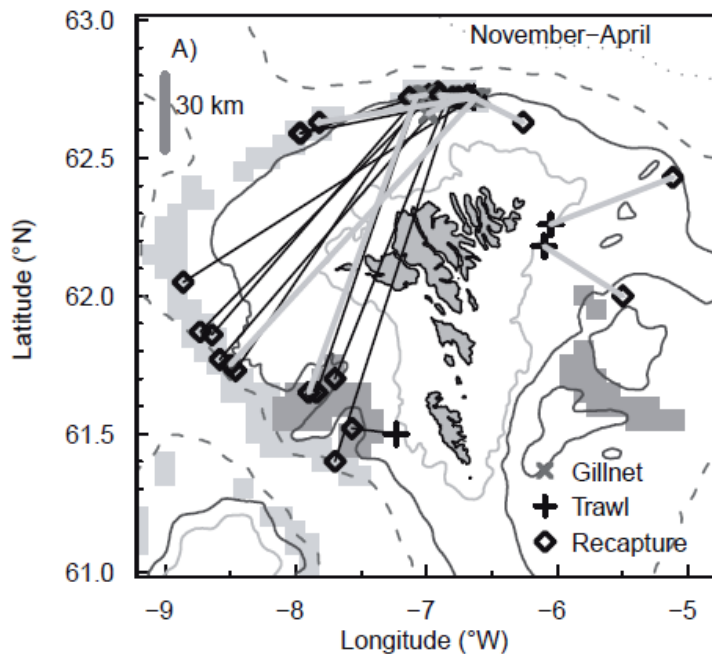 A)
November−April
30 km
63.0
62.5
62.0
61.5
61.0
Latitude (°N)
Gillnet
Trawl
Recapture
−9 −8 −7 −6 −5
Longitude (°W)